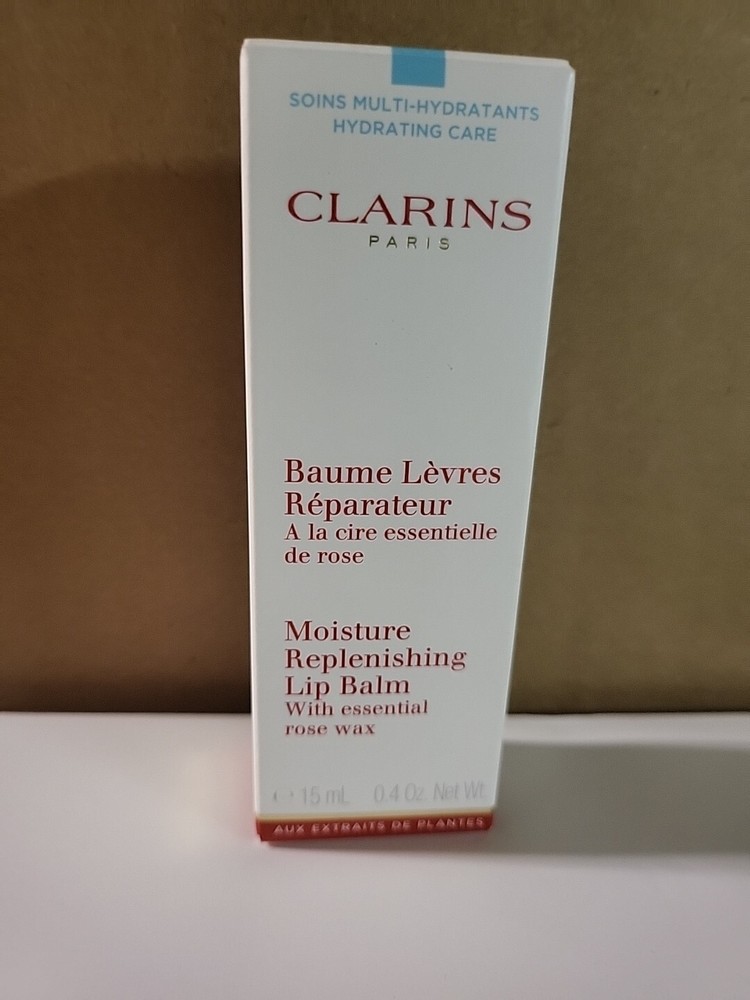 SOINS MULTI-HYDRATANTS
HYDRATING CARE
CLARINS
PARIS
Baume Lèvres
Réparateur
A la cire essentielle
de rose
Moisture
Replenishing
Lip Balm
With essential
rose wax
15 mL 0.4 Oz. Net Wt.
AUX EXTRAITS DE PLANTES